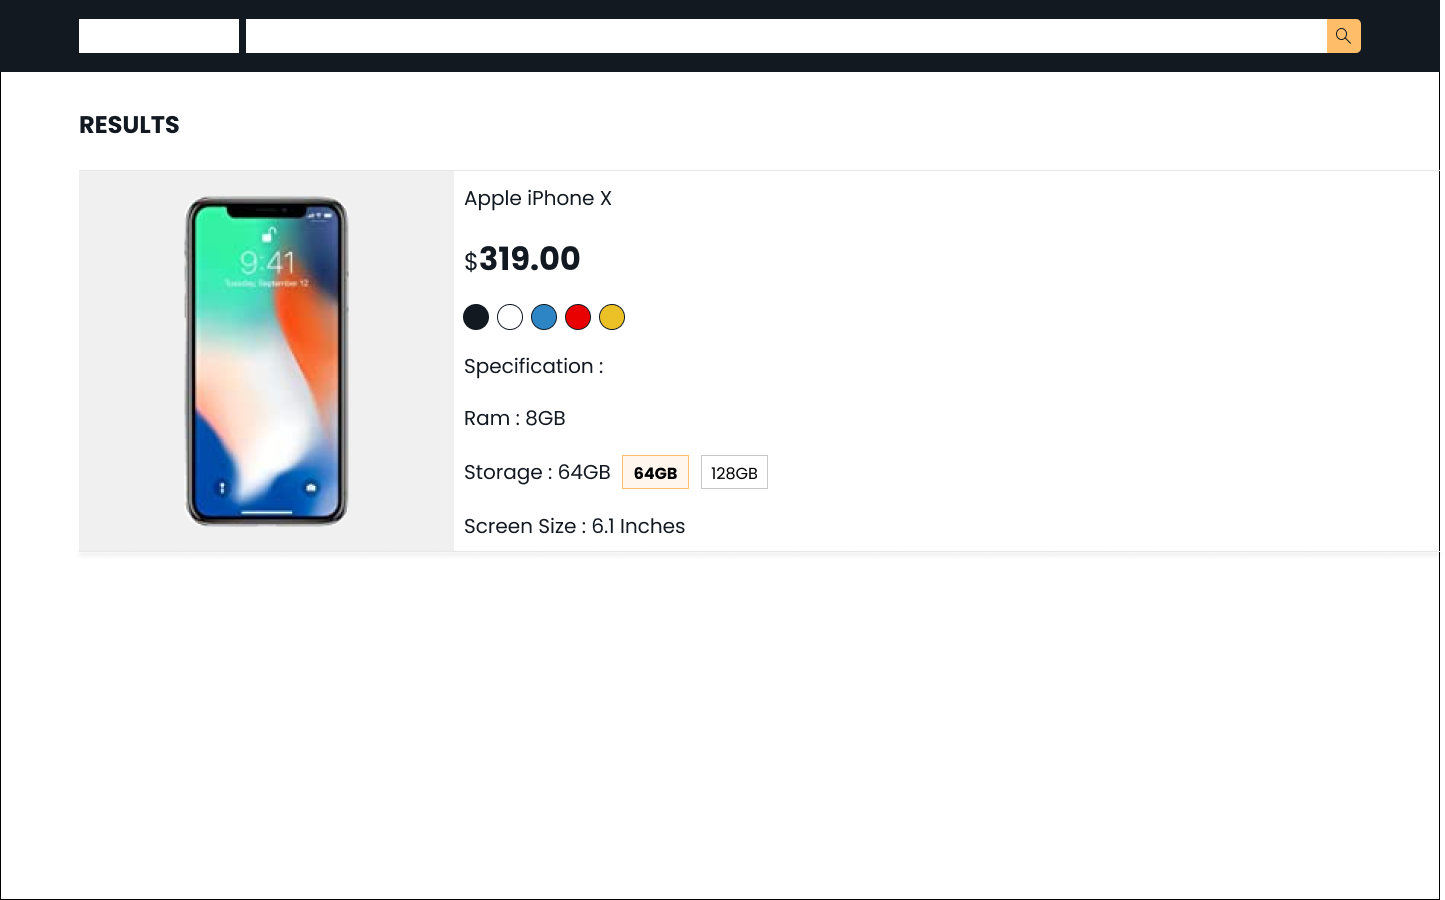 RESULTS
9:41
Tuesday, September 12
Apple iPhone X
$319.00
Specification :
Ram : 8GB
Storage : 64GB 64GB 128GB
Screen Size : 6.1 Inches